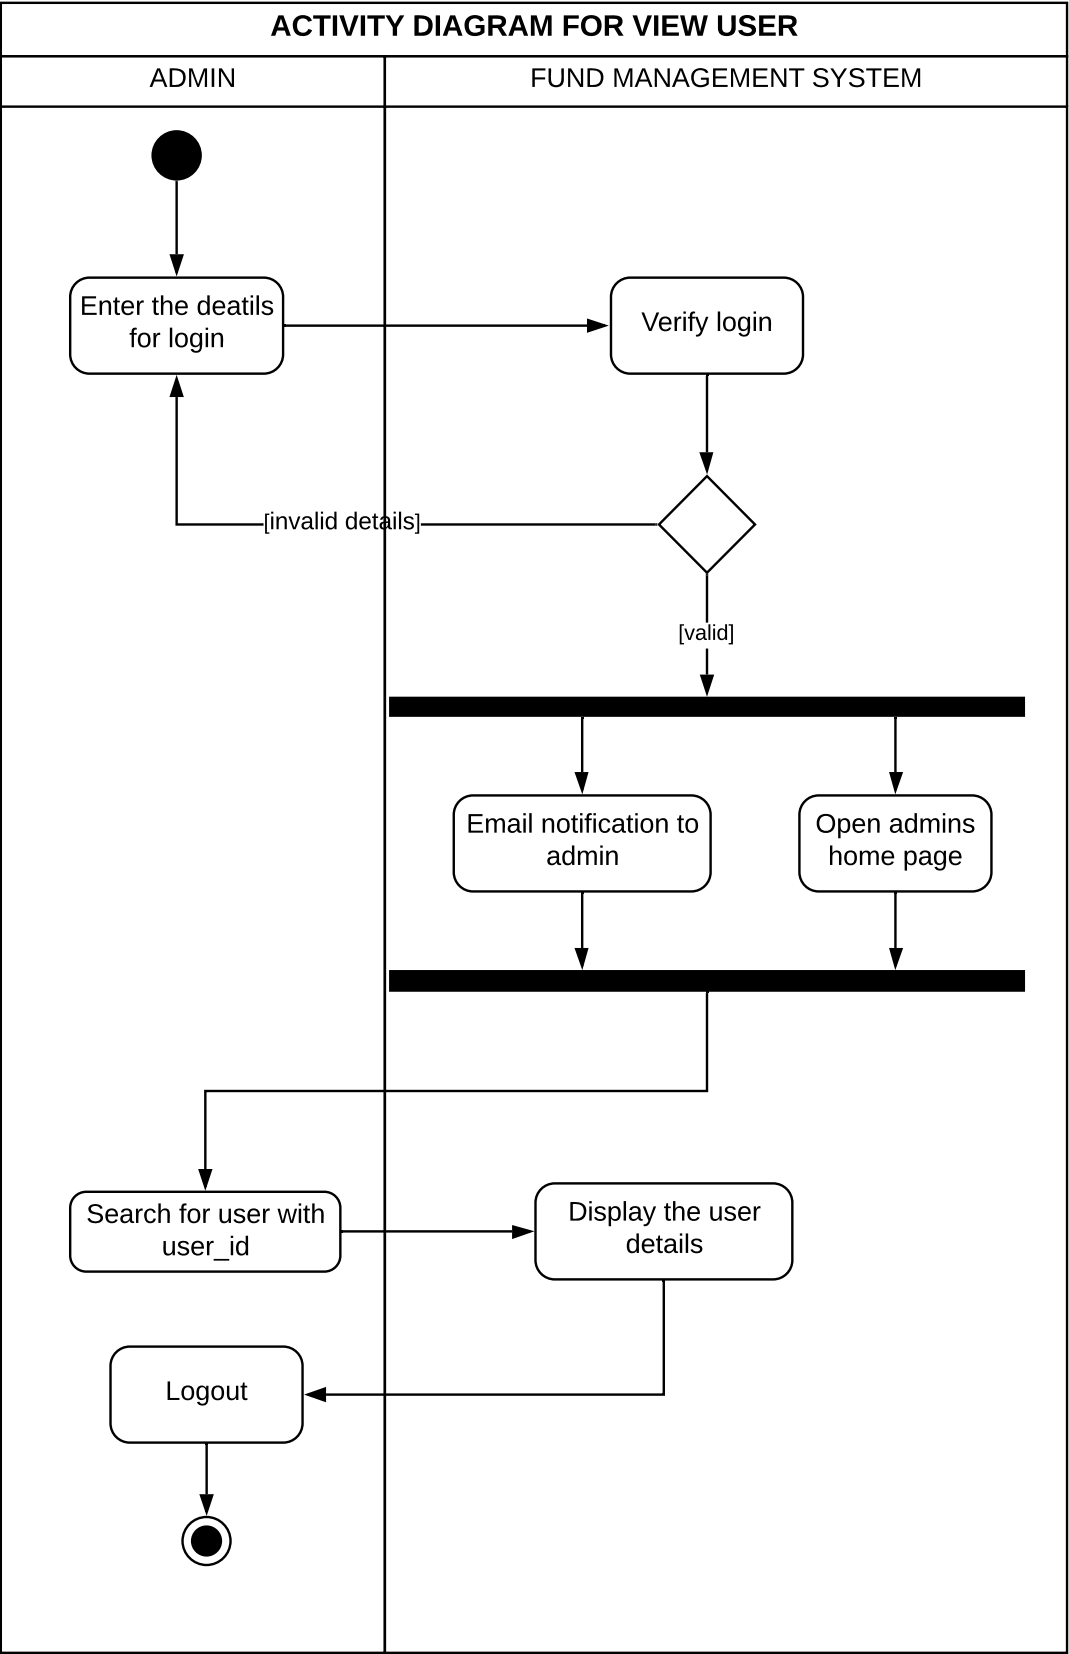 ACTIVITY DIAGRAM FOR VIEW USER
ADMIN
FUND MANAGEMENT SYSTEM
Enter the deatils
for login
Verify login
[invalid details]
[valid]
Email notification to
admin
Open admins
home page
Search for user with
user_id
Display the user
details
Logout